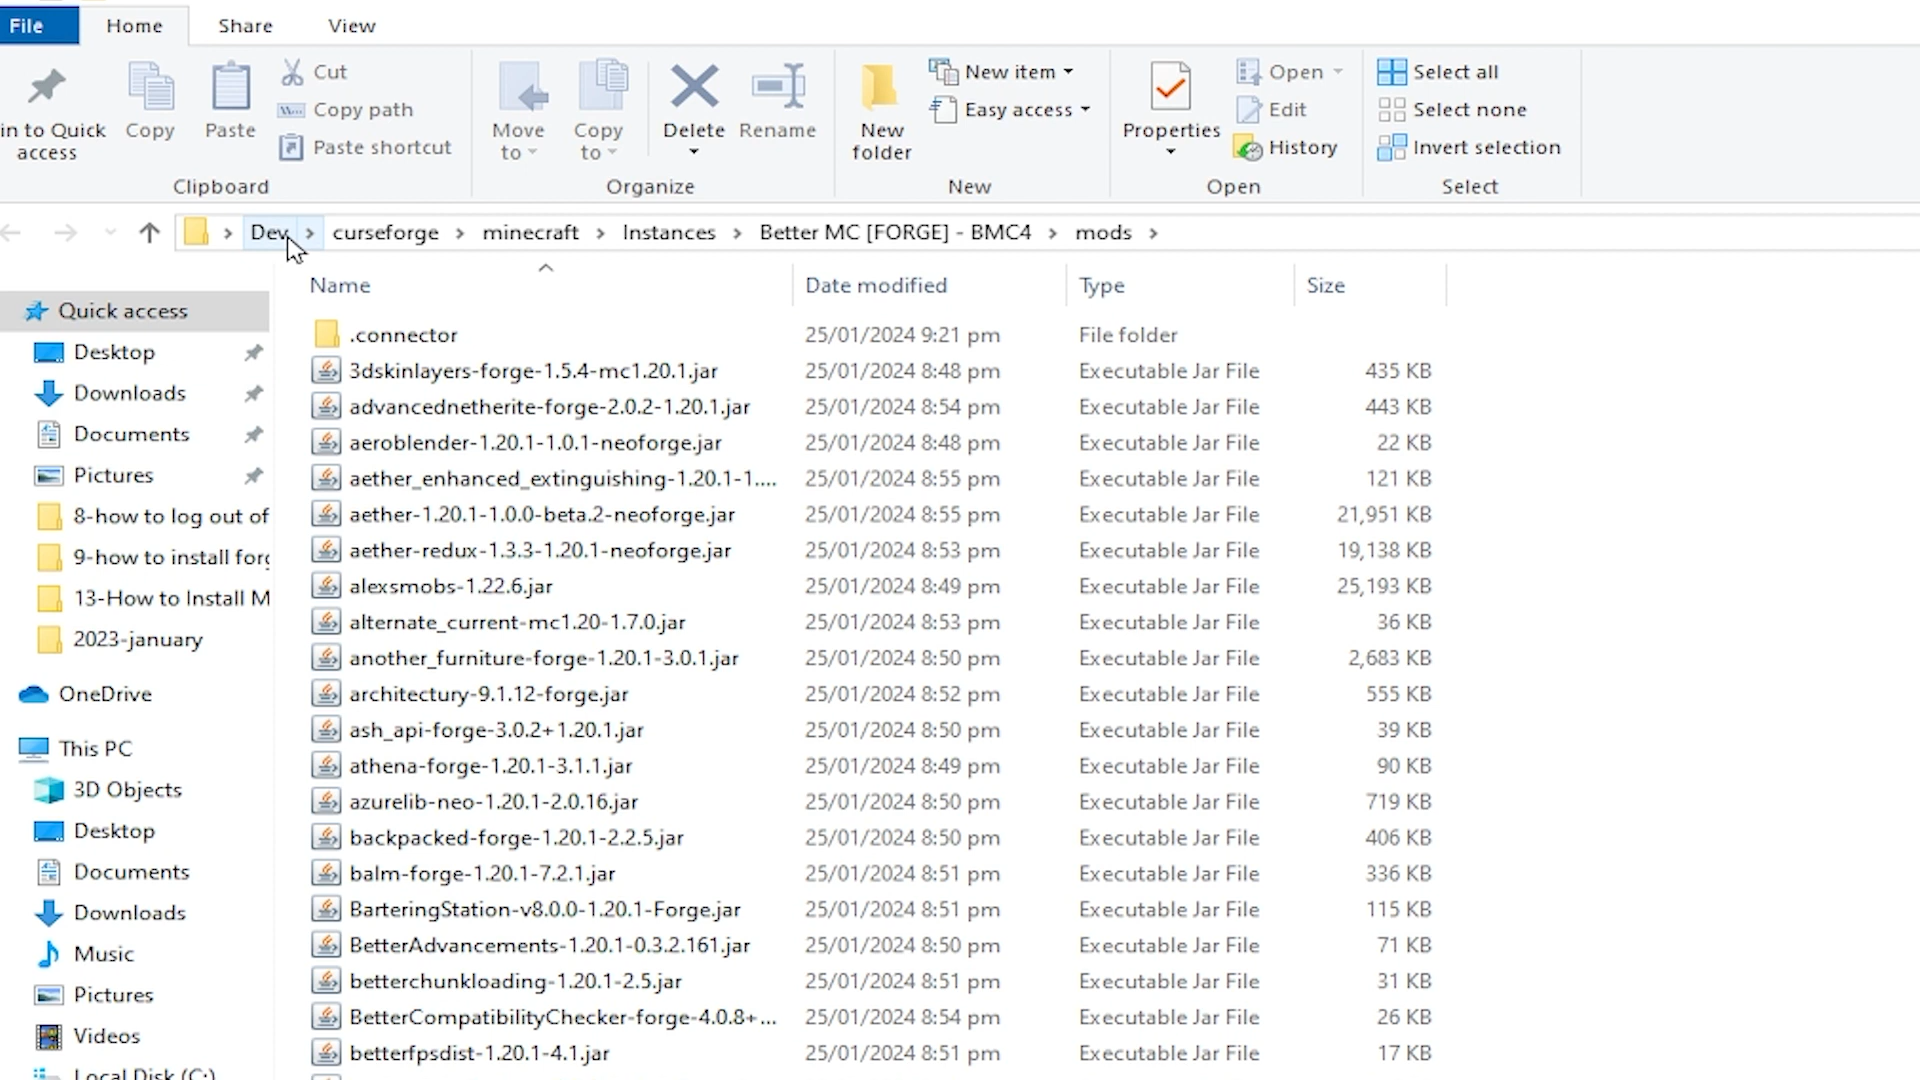 File Home Share View
in to Quick access
Copy
Paste
Cut
Copy path
Paste shortcut
Clipboard
Move to
Copy to
Delete
Rename
Organize
New folder
New item
Easy access
New
Properties
Open
Edit
History
Open
Select all
Select none
Invert selection
Select
Dev > curseforge > minecraft > Instances > Better MC [FORGE] - BMC4 > mods >
Quick access
Desktop
Downloads
Documents
Pictures
8-how to log out of
9-how to install forg
13-How to Install M
2023-january
OneDrive
This PC
3D Objects
Desktop
Documents
Downloads
Music
Pictures
Videos
Local Disk (C:)
Name Date modified Type Size
.connector 25/01/2024 9:21 pm File folder
3dskinlayers-forge-1.5.4-mc1.20.1.jar 25/01/2024 8:48 pm Executable Jar File 435 KB
advancednetherite-forge-2.0.2-1.20.1.jar 25/01/2024 8:54 pm Executable Jar File 443 KB
aeroblender-1.20.1-1.0.1-neoforge.jar 25/01/2024 8:48 pm Executable Jar File 22 KB
aether_enhanced_extinguishing-1.20.1-1.... 25/01/2024 8:55 pm Executable Jar File 121 KB
aether-1.20.1-1.0.0-beta.2-neoforge.jar 25/01/2024 8:55 pm Executable Jar File 21,951 KB
aether-redux-1.3.3-1.20.1-neoforge.jar 25/01/2024 8:53 pm Executable Jar File 19,138 KB
alexsmobs-1.22.6.jar 25/01/2024 8:49 pm Executable Jar File 25,193 KB
alternate_current-mc1.20-1.7.0.jar 25/01/2024 8:53 pm Executable Jar File 36 KB
another_furniture-forge-1.20.1-3.0.1.jar 25/01/2024 8:50 pm Executable Jar File 2,683 KB
architectury-9.1.12-forge.jar 25/01/2024 8:52 pm Executable Jar File 555 KB
ash_api-forge-3.0.2+1.20.1.jar 25/01/2024 8:50 pm Executable Jar File 39 KB
athena-forge-1.20.1-3.1.1.jar 25/01/2024 8:49 pm Executable Jar File 90 KB
azurelib-neo-1.20.1-2.0.16.jar 25/01/2024 8:50 pm Executable Jar File 719 KB
backpacked-forge-1.20.1-2.2.5.jar 25/01/2024 8:50 pm Executable Jar File 406 KB
balm-forge-1.20.1-7.2.1.jar 25/01/2024 8:51 pm Executable Jar File 336 KB
BarteringStation-v8.0.0-1.20.1-Forge.jar 25/01/2024 8:51 pm Executable Jar File 115 KB
BetterAdvancements-1.20.1-0.3.2.161.jar 25/01/2024 8:50 pm Executable Jar File 71 KB
betterchunkloading-1.20.1-2.5.jar 25/01/2024 8:51 pm Executable Jar File 31 KB
BetterCompatibilityChecker-forge-4.0.8+... 25/01/2024 8:54 pm Executable Jar File 26 KB
betterfpsdist-1.20.1-4.1.jar 25/01/2024 8:51 pm Executable Jar File 17 KB